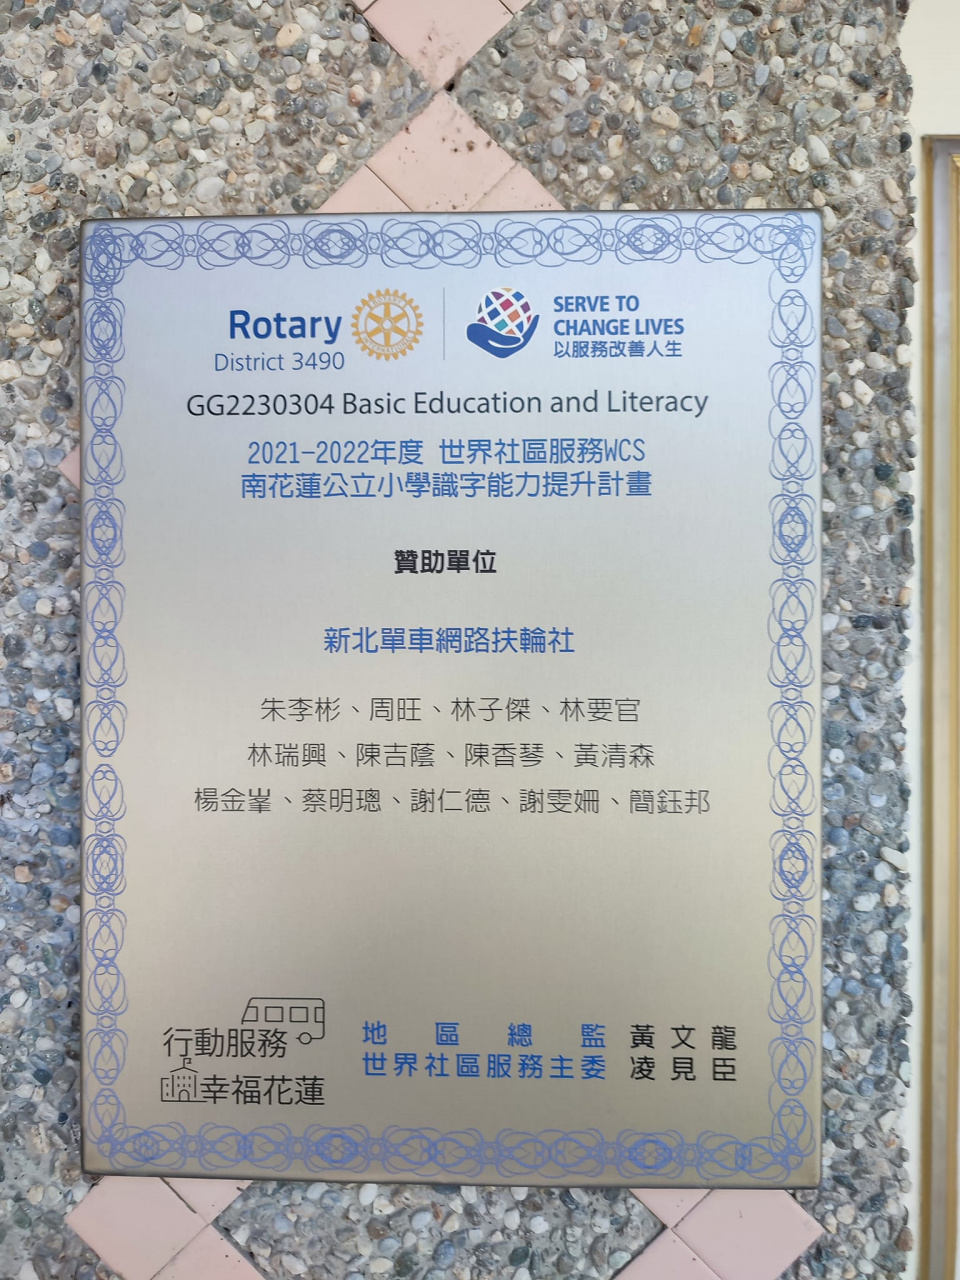 Rotary
District 3490
SERVE TO
CHANGE LIVES
以服務改善人生
GG2230304 Basic Education and Literacy
2021-2022年度 世界社區服務WCS
南花蓮公立小學識字能力提升計畫
贊助單位
新北單車網路扶輪社
朱李彬、周旺、林子傑、林要官
林瑞興、陳吉蔭、陳香琴、黃清森
楊金峯、蔡明璁、謝仁德、謝雯姍、簡鈺邦
行動服務
幸福花蓮
地區總監 黃文龍
世界社區服務主委 凌見臣